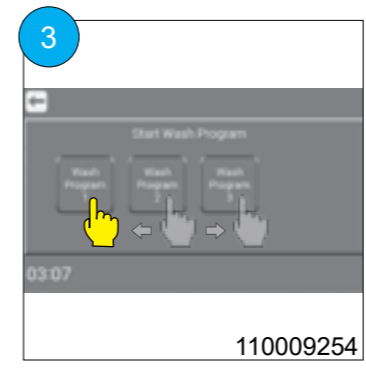 3
Start Wash Program
Wash Program 1
Wash Program 2
Wash Program 3
03:07
110009254